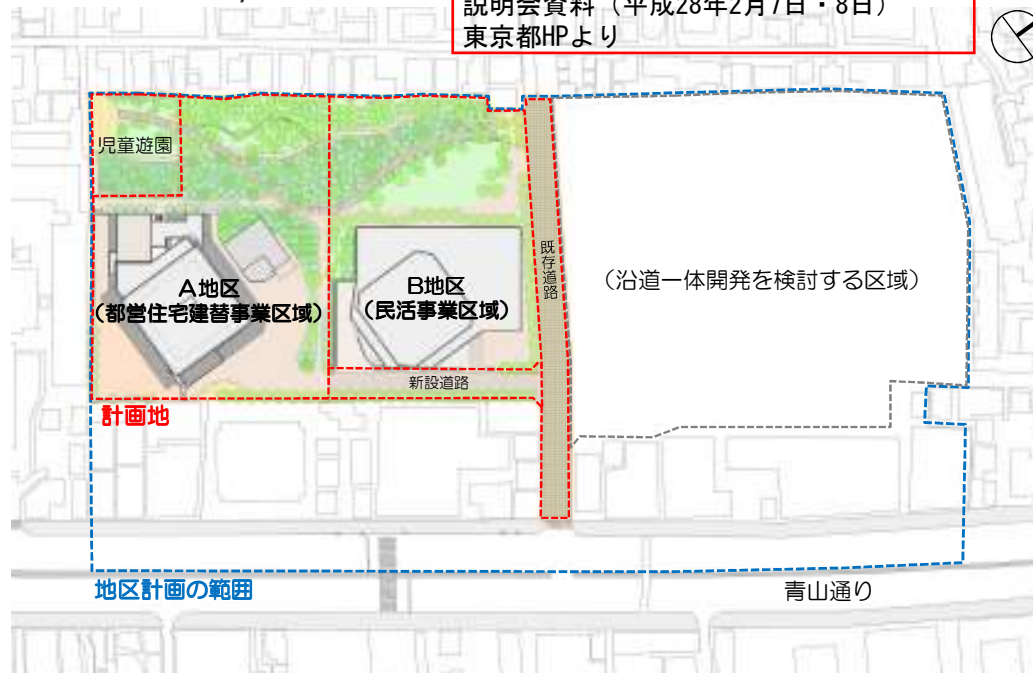 説明会資料（平成28年2月7日・8日）
東京都HPより
児童遊園
A地区
（都営住宅建替事業区域）
B地区
（民活事業区域）
既存道路
（沿道一体開発を検討する区域）
新設道路
計画地
地区計画の範囲
青山通り